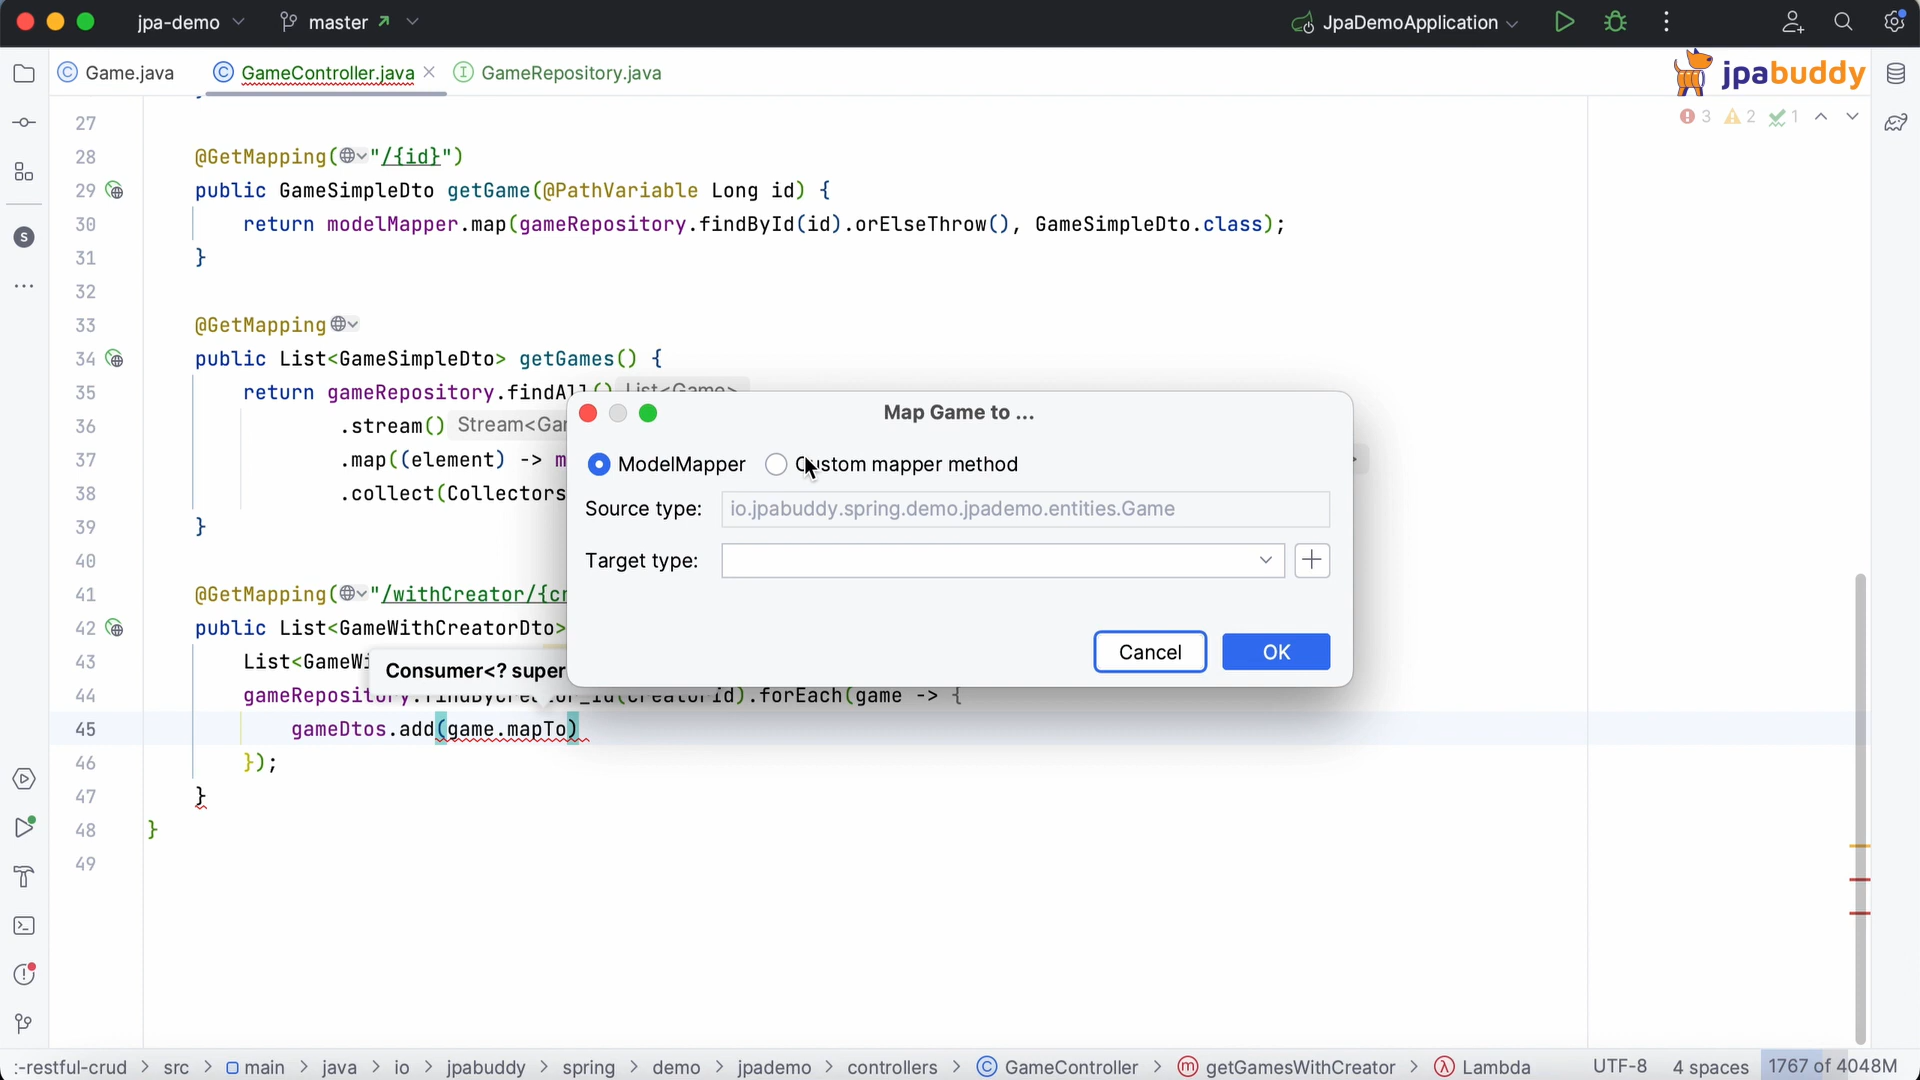 jpa-demo master JpaDemoApplication
Game.java GameController.java GameRepository.java jpabuddy
3 2 1
27
28 @GetMapping("/{id}")
29 public GameSimpleDto getGame(@PathVariable Long id) {
30 return modelMapper.map(gameRepository.findById(id).orElseThrow(), GameSimpleDto.class);
31 }
32
33 @GetMapping
34 public List<GameSimpleDto> getGames() {
35 return gameRepository.findAll() List<Game>
36 .stream() Stream<Ga
37 .map((element) -> m
38 .collect(Collectors
39 }
40
41 @GetMapping("/withCreator/{cr
42 public List<GameWithCreatorDto>
43 List<GameWi
Consumer<? super
44 gameRepository.findByCreator_Id(creatorId).forEach(game -> {
45 gameDtos.add(game.mapTo)
46 });
47 }
48 }
49
Map Game to ...
ModelMapper Custom mapper method
Source type: io.jpabuddy.spring.demo.jpademo.entities.Game
Target type:
Cancel OK
:-restful-crud > src > main > java > io > jpabuddy > spring > demo > jpademo > controllers > GameController > getGamesWithCreator > Lambda UTF-8 4 spaces 1767 of 4048M